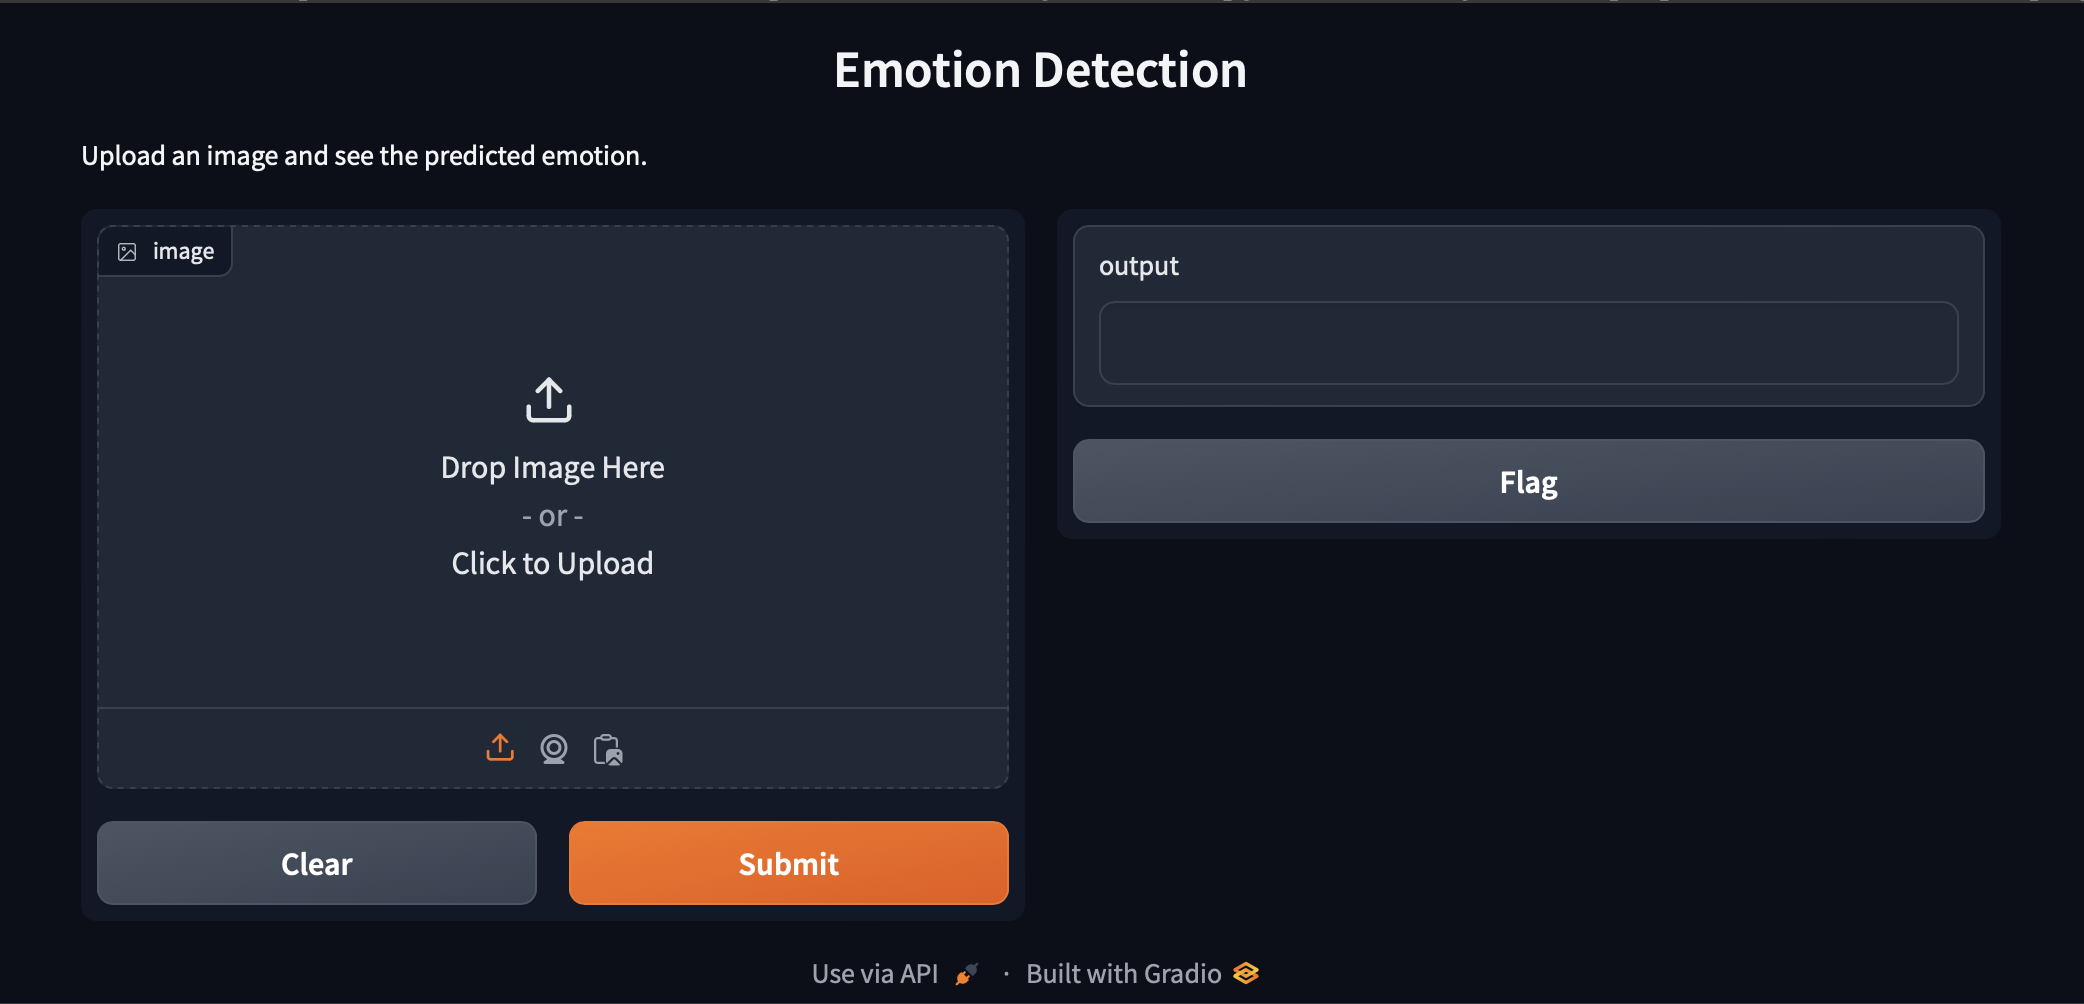 Emotion Detection
Upload an image and see the predicted emotion.
image
Drop Image Here
- or -
Click to Upload
Clear
Submit
output
Flag
Use via API · Built with Gradio